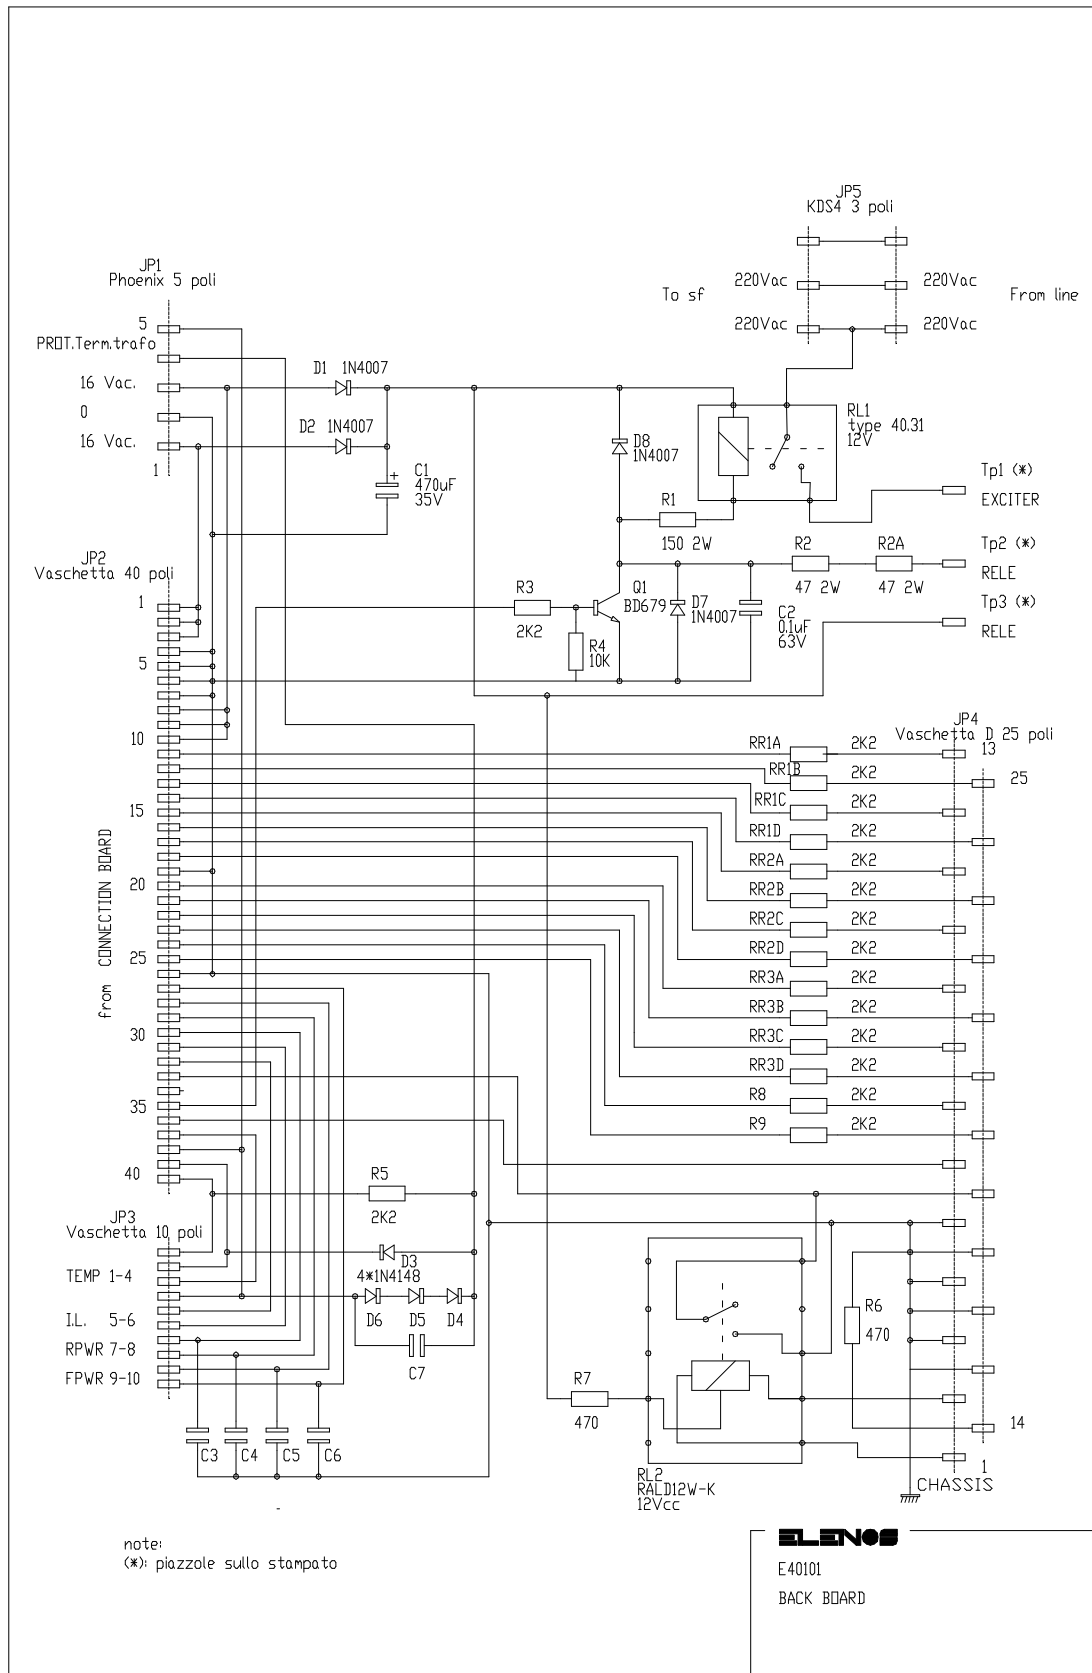 JP5
KDS4 3 poli
To sf
220Vac
220Vac
From line
220Vac
220Vac
JP1
Phoenix 5 poli
5
PROT.Term.trafo
16 Vac.
0
16 Vac.
1
D1 1N4007
D2 1N4007
+
C1
470uF
35V
D8
1N4007
RL1
type 40.31
12V
R1
150 2W
Tp1 (*)
EXCITER
R2
47 2W
R2A
47 2W
Tp2 (*)
RELE
Tp3 (*)
RELE
R3
2K2
Q1
BD679
D7
1N4007
C2
0.1uF
63V
R4
10K
JP2
Vaschetta 40 poli
1
5
10
15
20
25
30
35
40
from CONNECTION BOARD
JP4
Vaschetta D 25 poli
13
25
RR1A 2K2
RR1B 2K2
RR1C 2K2
RR1D 2K2
RR2A 2K2
RR2B 2K2
RR2C 2K2
RR2D 2K2
RR3A 2K2
RR3B 2K2
RR3C 2K2
RR3D 2K2
R8 2K2
R9 2K2
R5
2K2
JP3
Vaschetta 10 poli
TEMP 1-4
I.L. 5-6
RPWR 7-8
FPWR 9-10
D3
4*1N4148
D6
D5
D4
C7
C3
C4
C5
C6
R7
470
R6
470
14
1
RL2
RALD12W-K
12Vcc
CHASSIS
note:
(*): piazzole sullo stampato
ELENOS
E40101
BACK BOARD